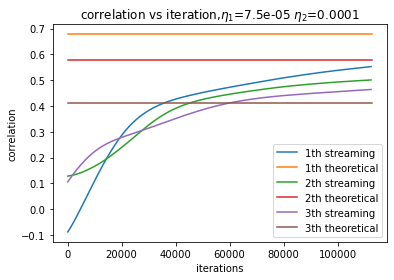 correlation vs iteration,η₁=7.5e-05 η₂=0.0001
correlation
0.7
0.6
0.5
0.4
0.3
0.2
0.1
0.0
−0.1
1th streaming
1th theoretical
2th streaming
2th theoretical
3th streaming
3th theoretical
0 20000 40000 60000 80000 100000
iterations